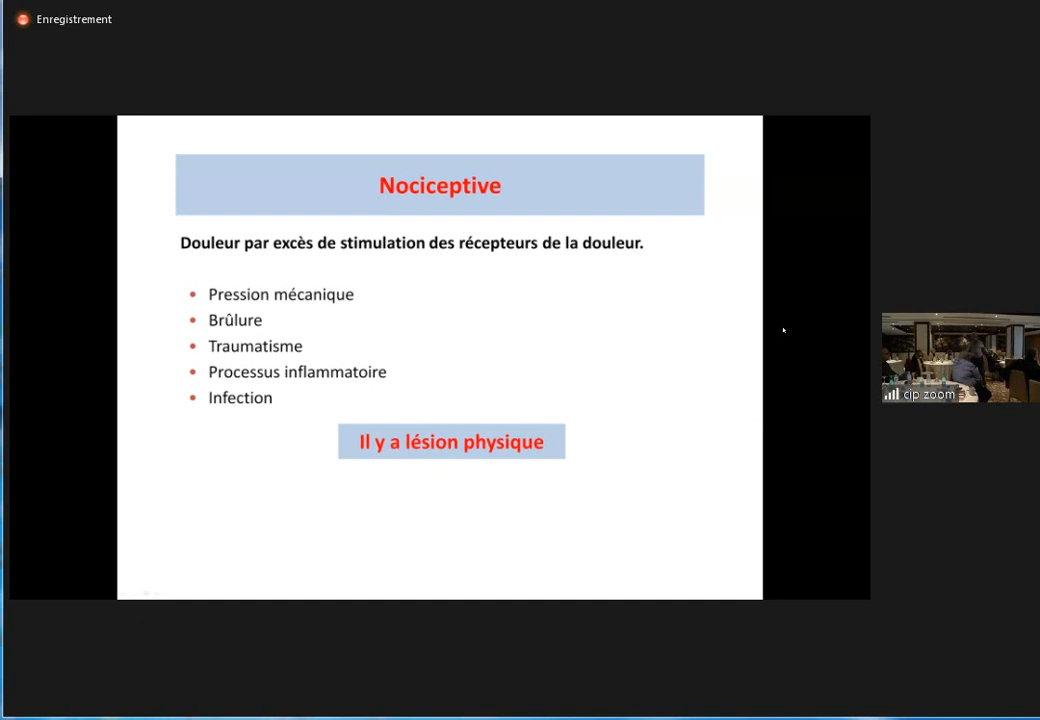 Enregistrement
Nociceptive
Douleur par excès de stimulation des récepteurs de la douleur.
• Pression mécanique
• Brûlure
• Traumatisme
• Processus inflammatoire
• Infection
cip zoom
Il y a lésion physique